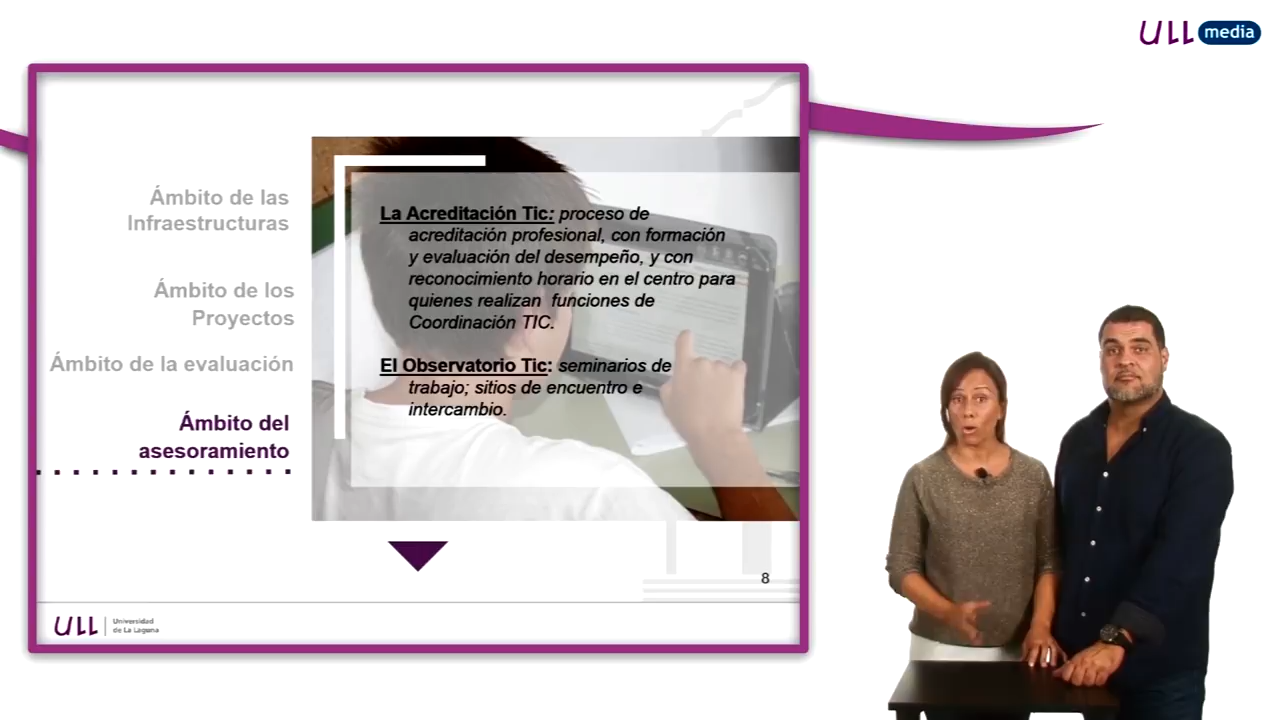 ULL media
Ámbito de las
Infraestructuras
Ámbito de los
Proyectos
Ámbito de la evaluación
Ámbito del
asesoramiento
La Acreditación Tic: proceso de
acreditación profesional, con formación
y evaluación del desempeño, y con
reconocimiento horario en el centro para
quienes realizan funciones de
Coordinación TIC.
El Observatorio Tic: seminarios de
trabajo; sitios de encuentro e
intercambio.
8
ULL
Universidad
de La Laguna